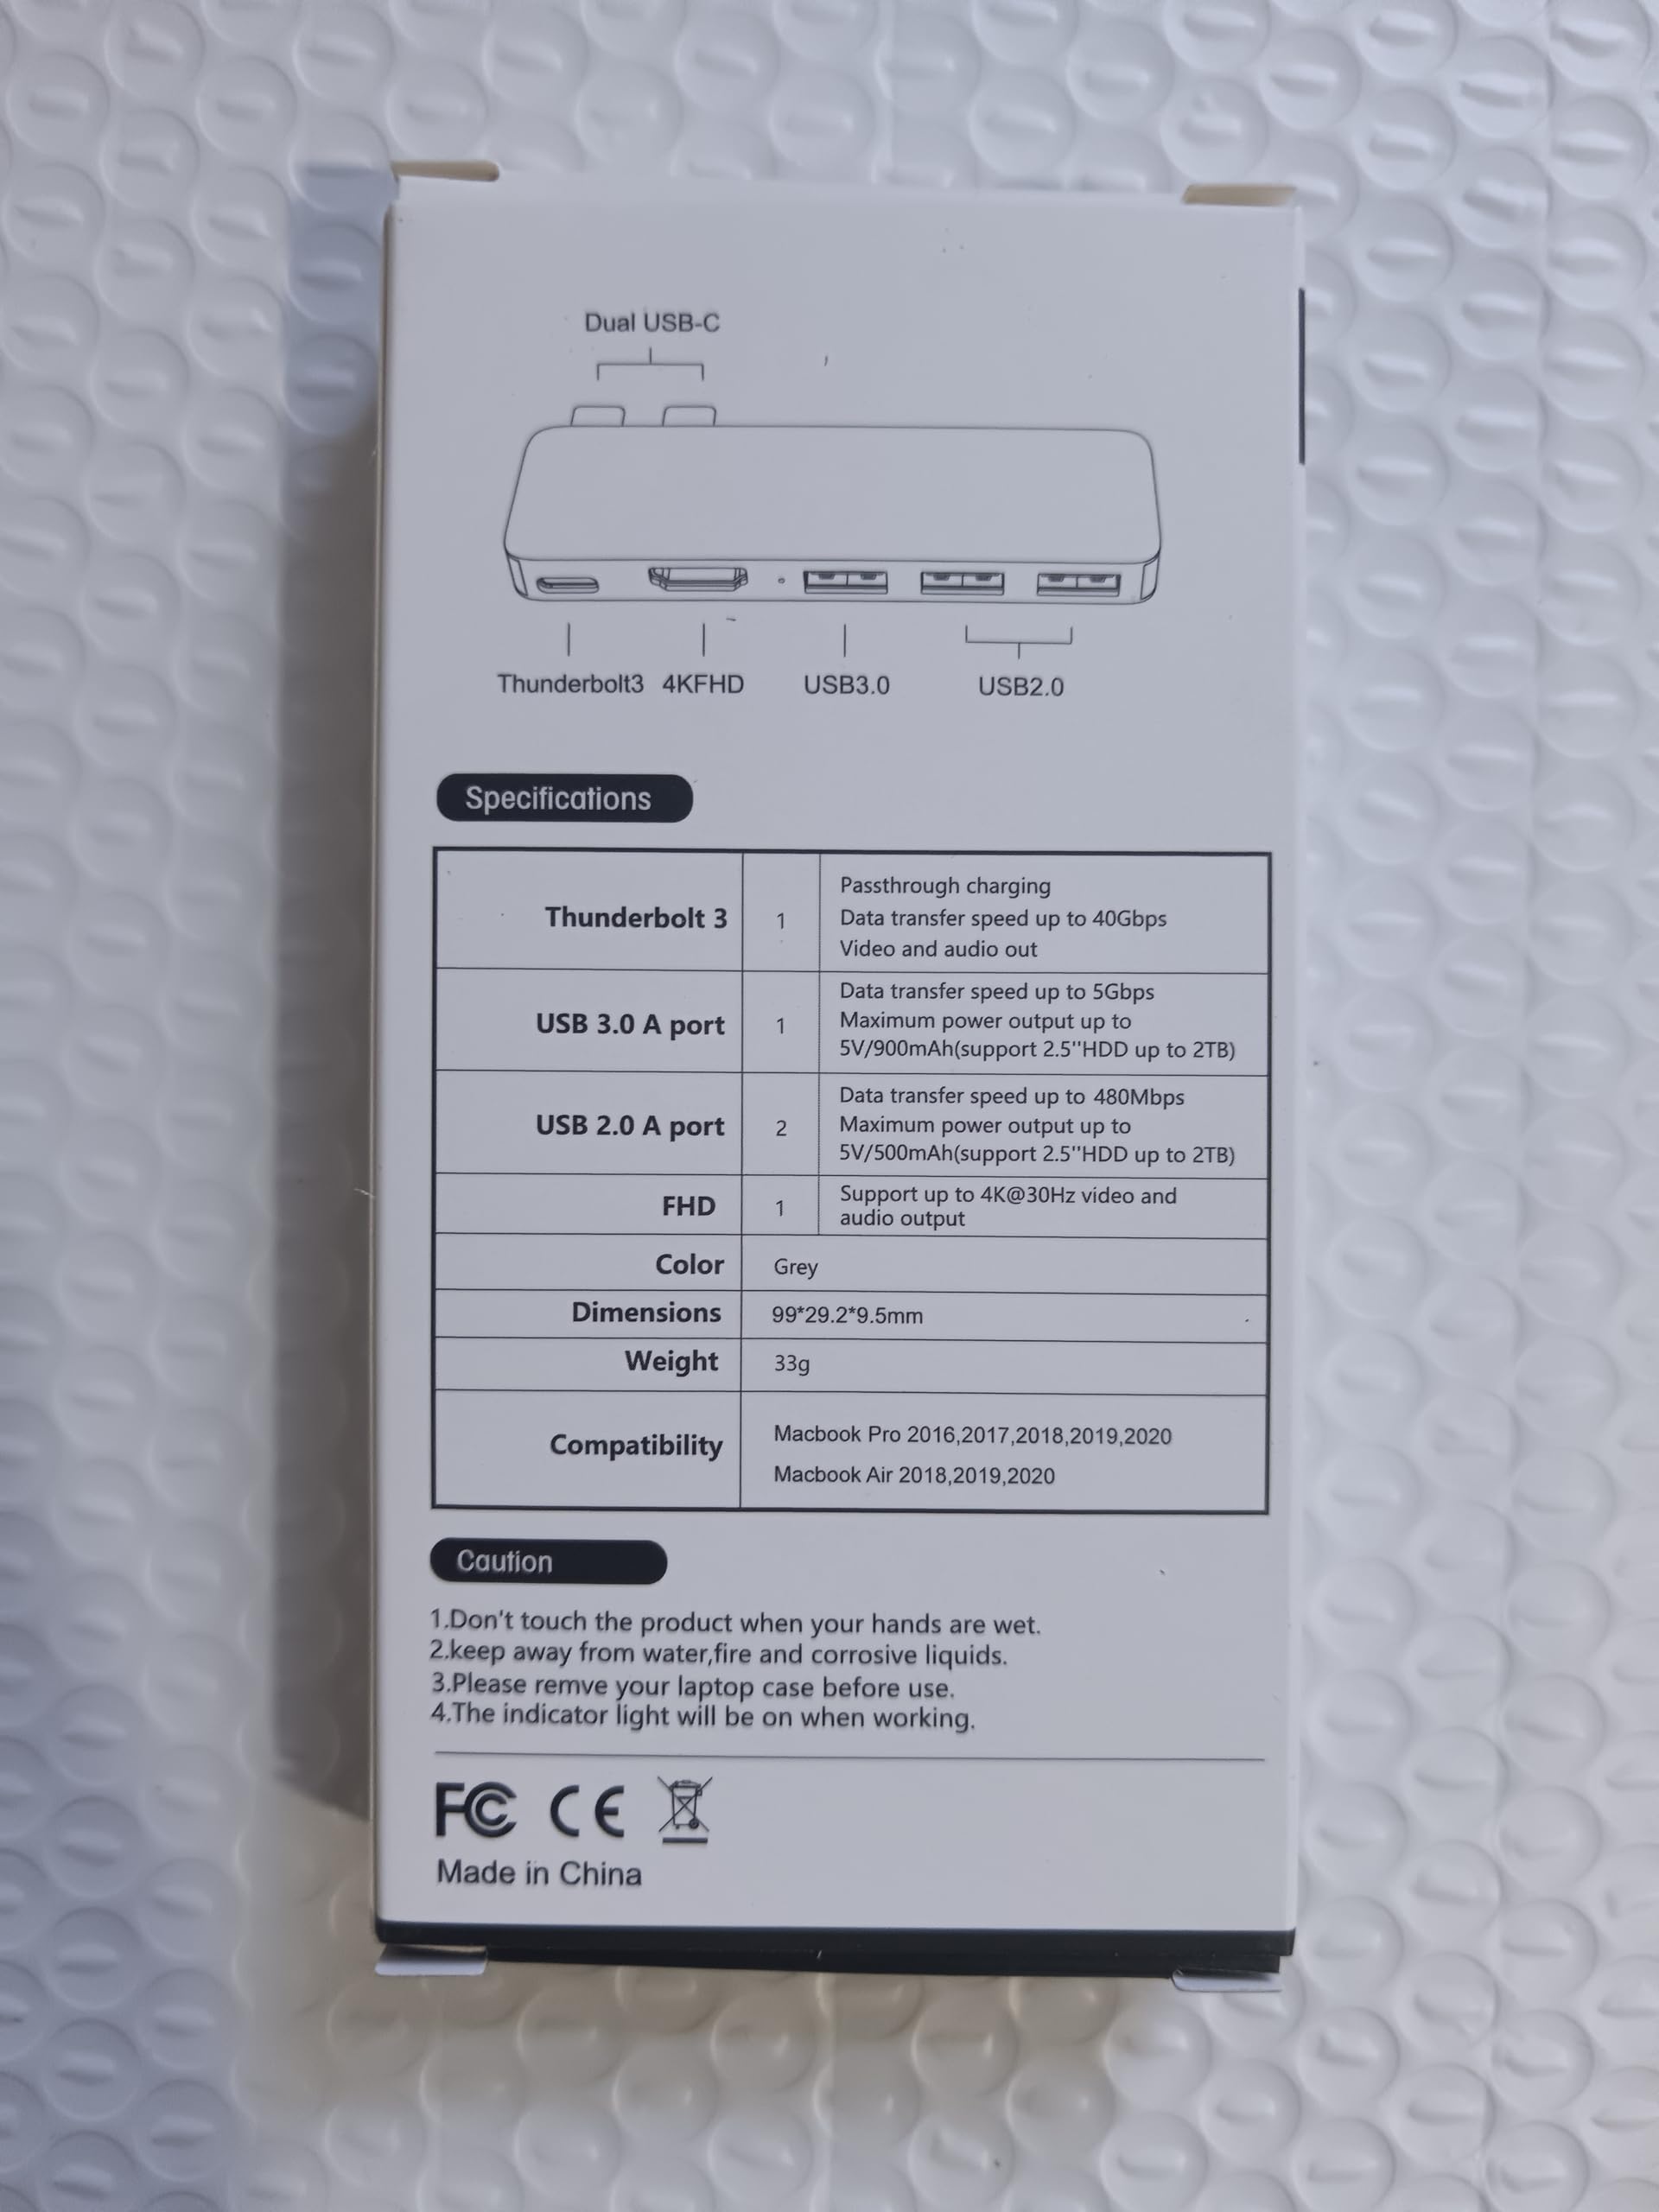 Dual USB-C
Thunderbolt3 4KFHD USB3.0 USB2.0
Specifications
Thunderbolt 3 1 Passthrough charging
Data transfer speed up to 40Gbps
Video and audio out
USB 3.0 A port 1 Data transfer speed up to 5Gbps
Maximum power output up to
5V/900mAh(support 2.5''HDD up to 2TB)
USB 2.0 A port 2 Data transfer speed up to 480Mbps
Maximum power output up to
5V/500mAh(support 2.5''HDD up to 2TB)
FHD 1 Support up to 4K@30Hz video and
audio output
Color Grey
Dimensions 99*29.2*9.5mm
Weight 33g
Compatibility Macbook Pro 2016,2017,2018,2019,2020
Macbook Air 2018,2019,2020
Caution
1.Don't touch the product when your hands are wet.
2.keep away from water,fire and corrosive liquids.
3.Please remve your laptop case before use.
4.The indicator light will be on when working.
FC CE
Made in China